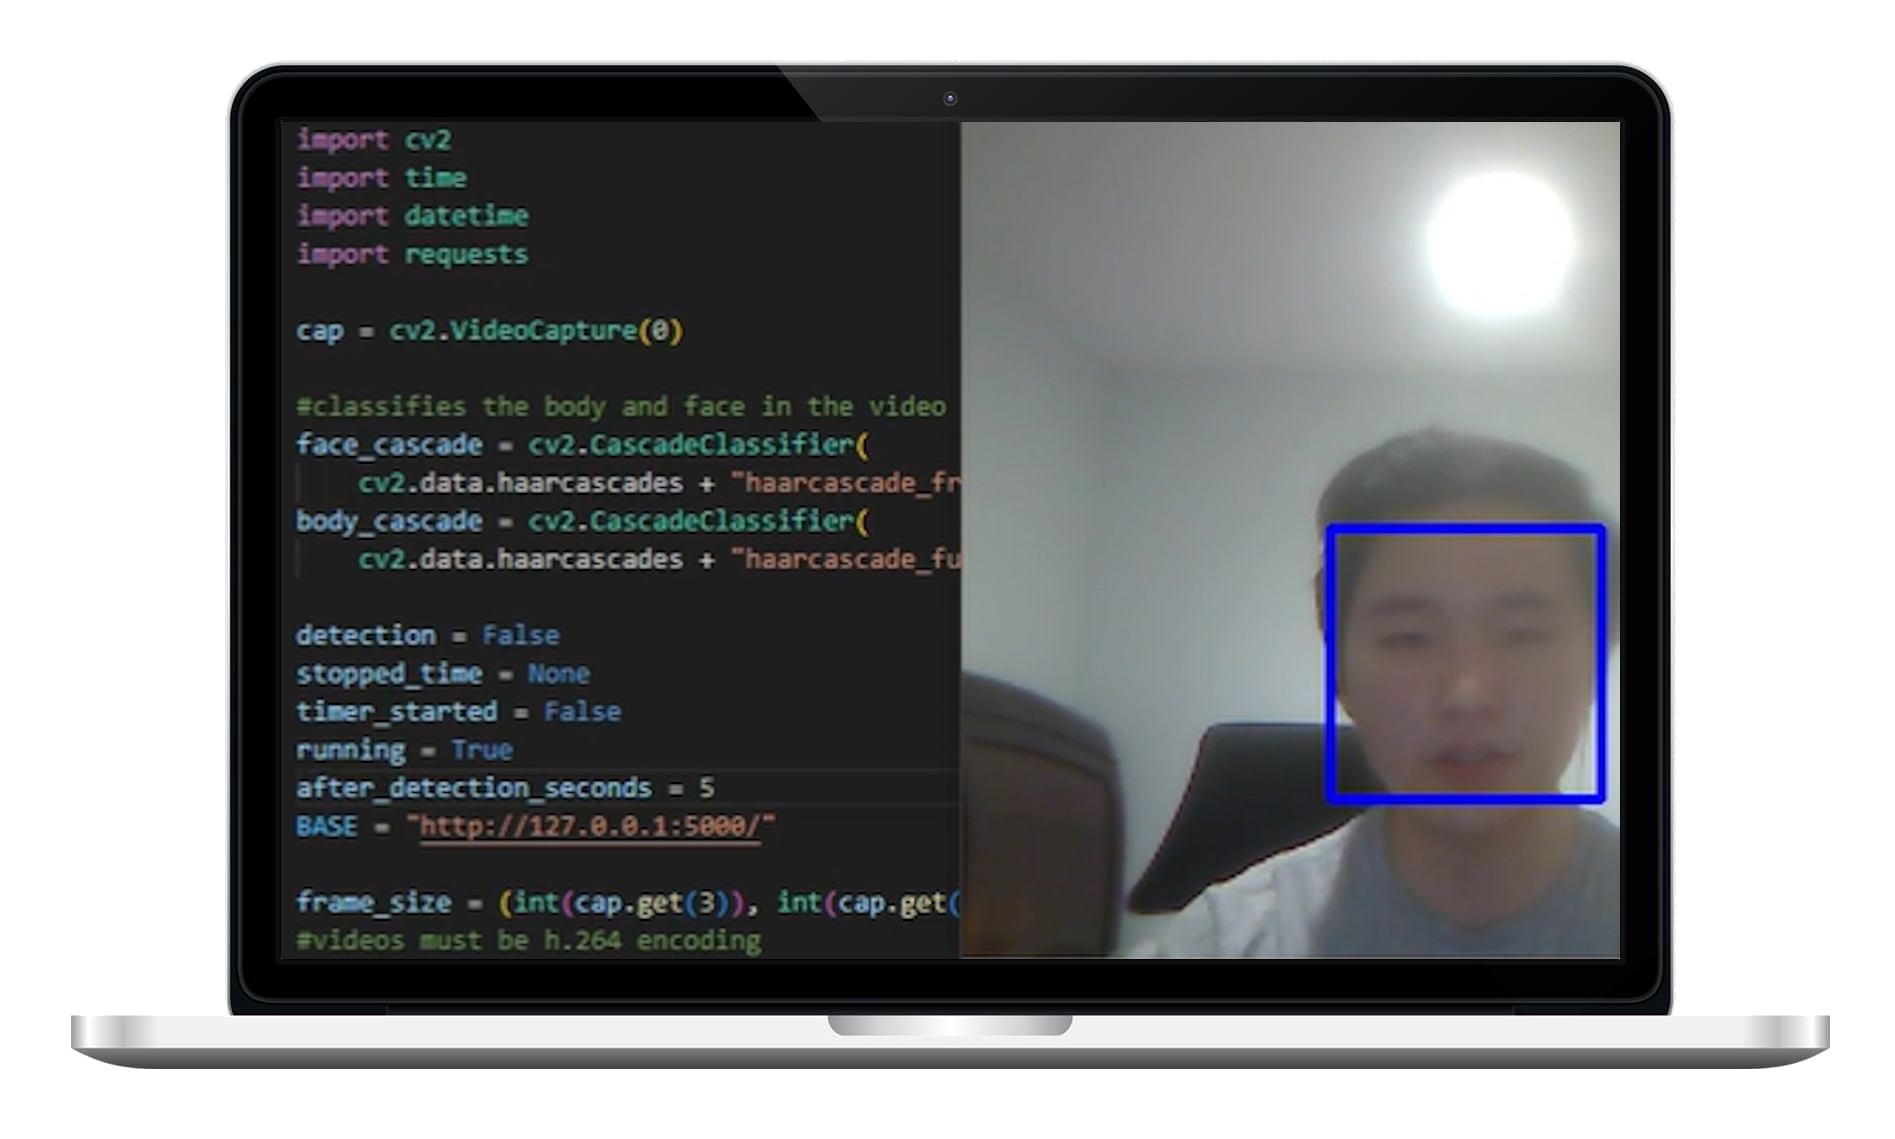 import cv2
import time
import datetime
import requests
cap = cv2.VideoCapture(0)
#classifies the body and face in the video
face_cascade = cv2.CascadeClassifier(
    cv2.data.haarcascades + "haarcascade_fr
body_cascade = cv2.CascadeClassifier(
    cv2.data.haarcascades + "haarcascade_fu
detection = False
stopped_time = None
timer_started = False
running = True
after_detection_seconds = 5
BASE = "http://127.0.0.1:5000/"
frame_size = (int(cap.get(3)), int(cap.get(
#videos must be h.264 encoding